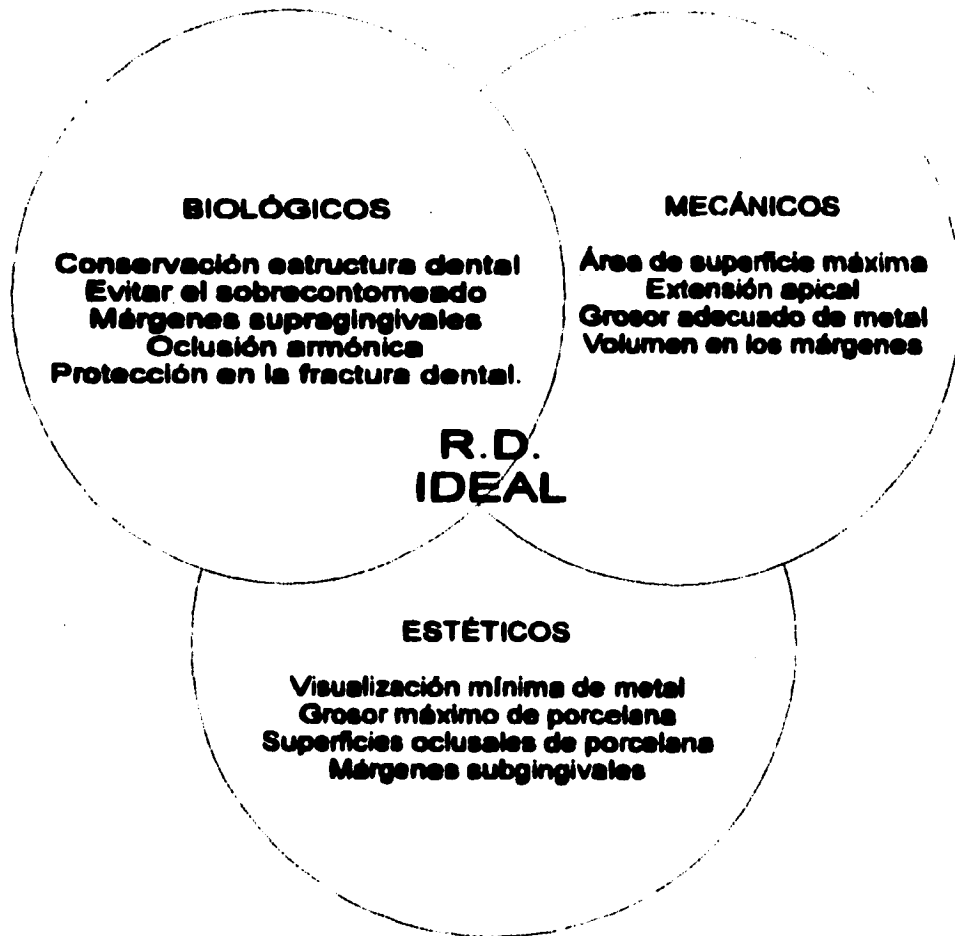 BIOLÓGICOS
Conservación estructura dental
Evitar el sobrecontorneado
Márgenes supragingivales
Oclusión armónica
Protección en la fractura dental.
MECÁNICOS
Área de superficie máxima
Extensión apical
Grosor adecuado de metal
Volumen en los márgenes
R.D.
IDEAL
ESTÉTICOS
Visualización mínima de metal
Grosor máximo de porcelana
Superficies oclusales de porcelana
Márgenes subgingivales